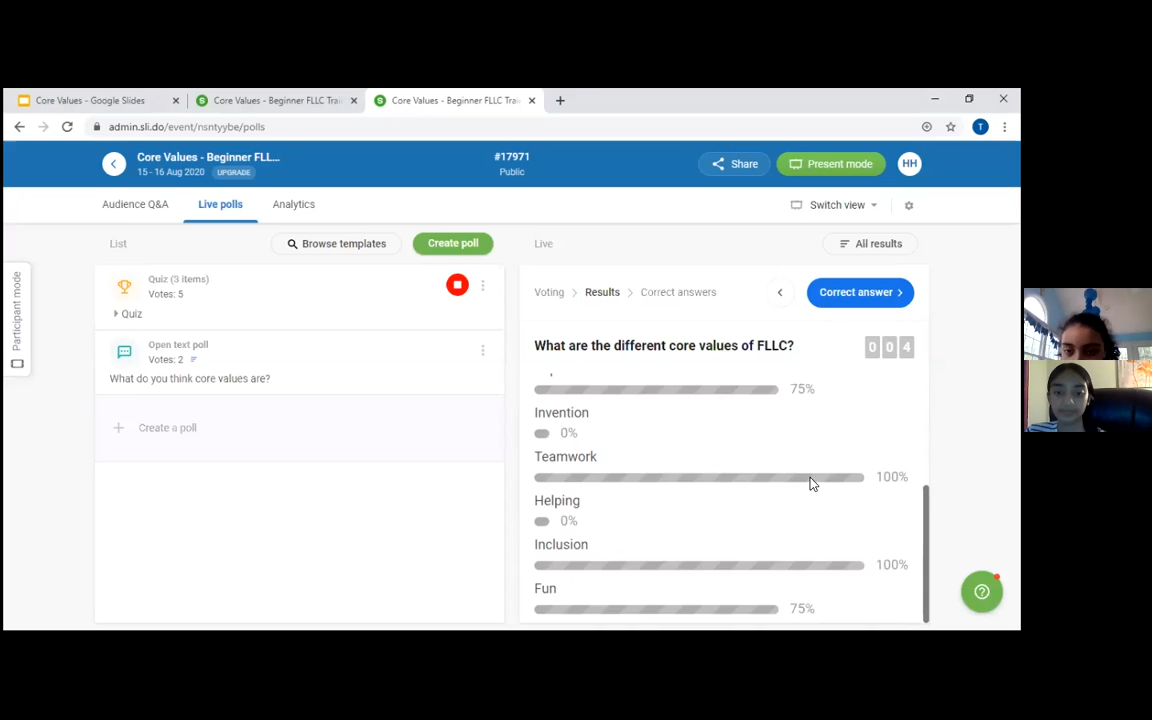 Core Values - Google Slides
Core Values - Beginner FLLC Trai
Core Values - Beginner FLLC Trai
admin.sli.do/event/nsntyybe/polls
T
Core Values - Beginner FLL...
15 - 16 Aug 2020 UPGRADE
#17971
Public
Share
Present mode
HH
Audience Q&A
Live polls
Analytics
Switch view
List
Browse templates
Create poll
Live
All results
Participant mode
Quiz (3 items)
Votes: 5
Quiz
Open text poll
Votes: 2
What do you think core values are?
Create a poll
Voting > Results > Correct answers
Correct answer
What are the different core values of FLLC?
0 0 4
75%
Invention
0%
Teamwork
100%
Helping
0%
Inclusion
100%
Fun
75%